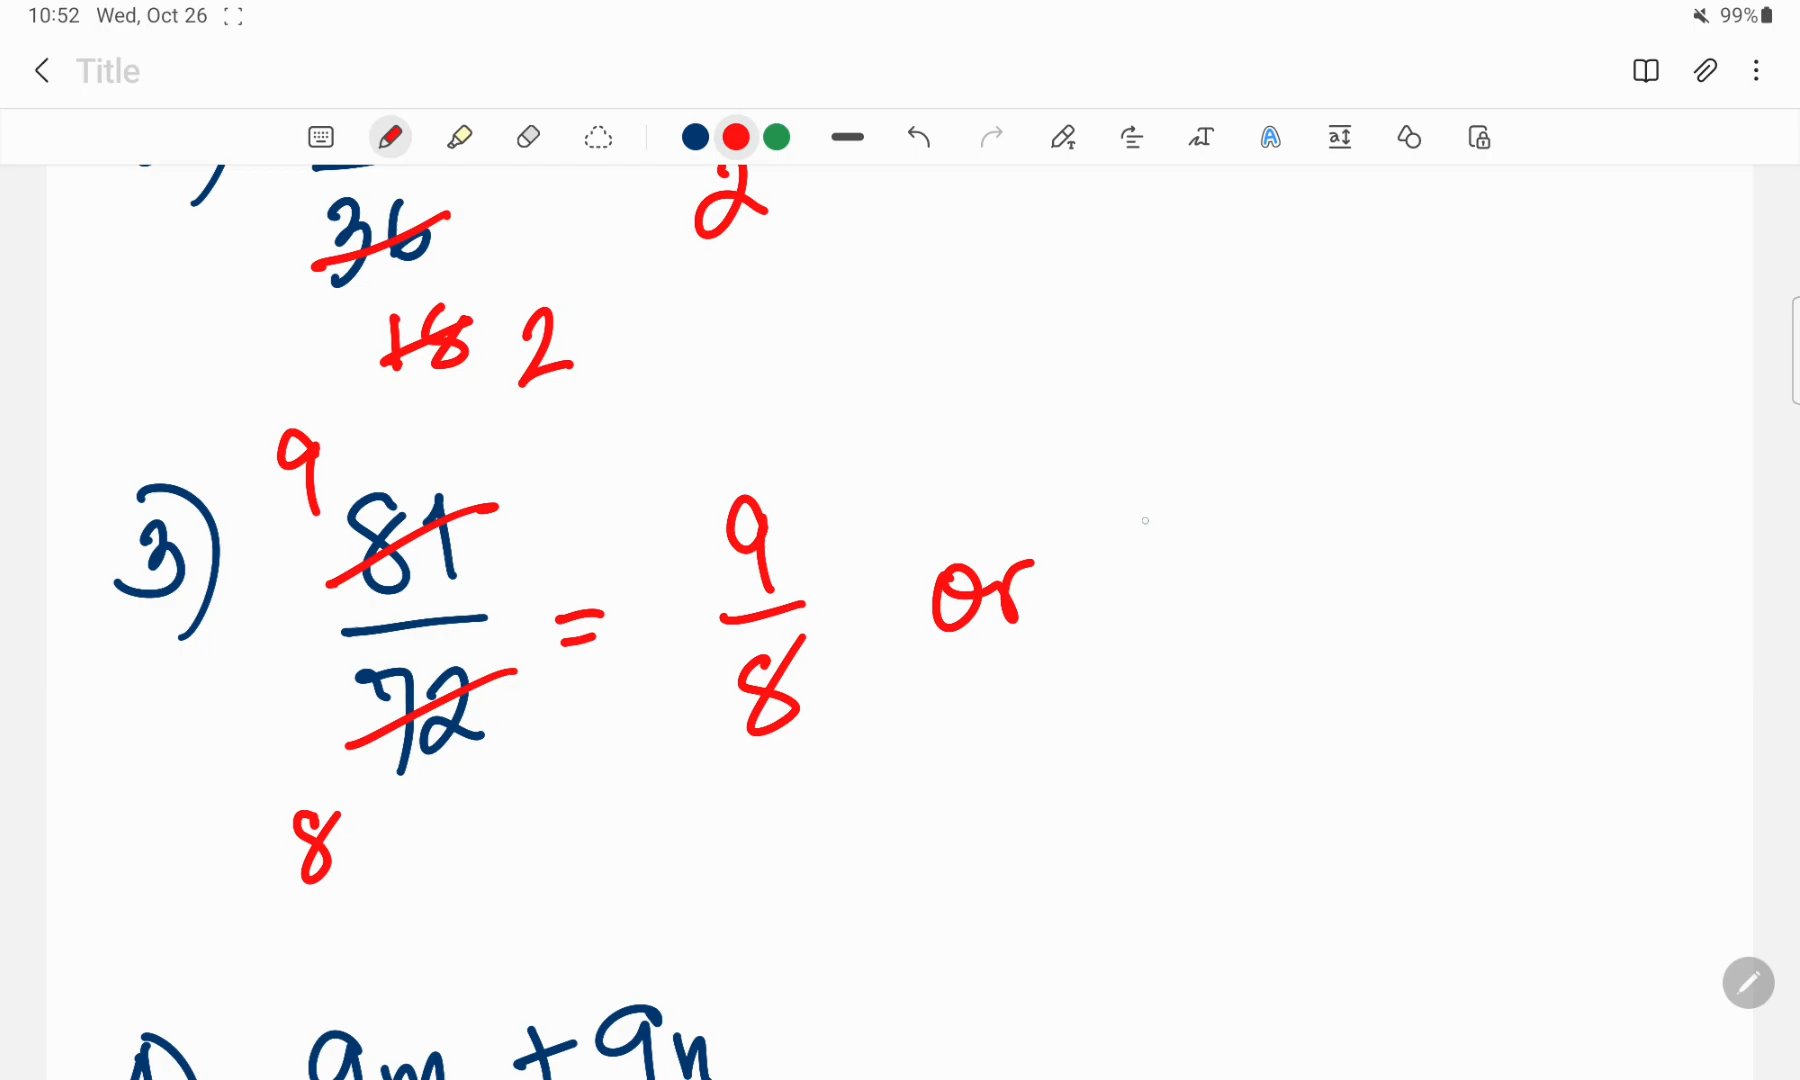 10:52 Wed, Oct 26
99%
Title
36
2
18 2
9
3) 81/72 = 9/8 or
8
9m + 9n